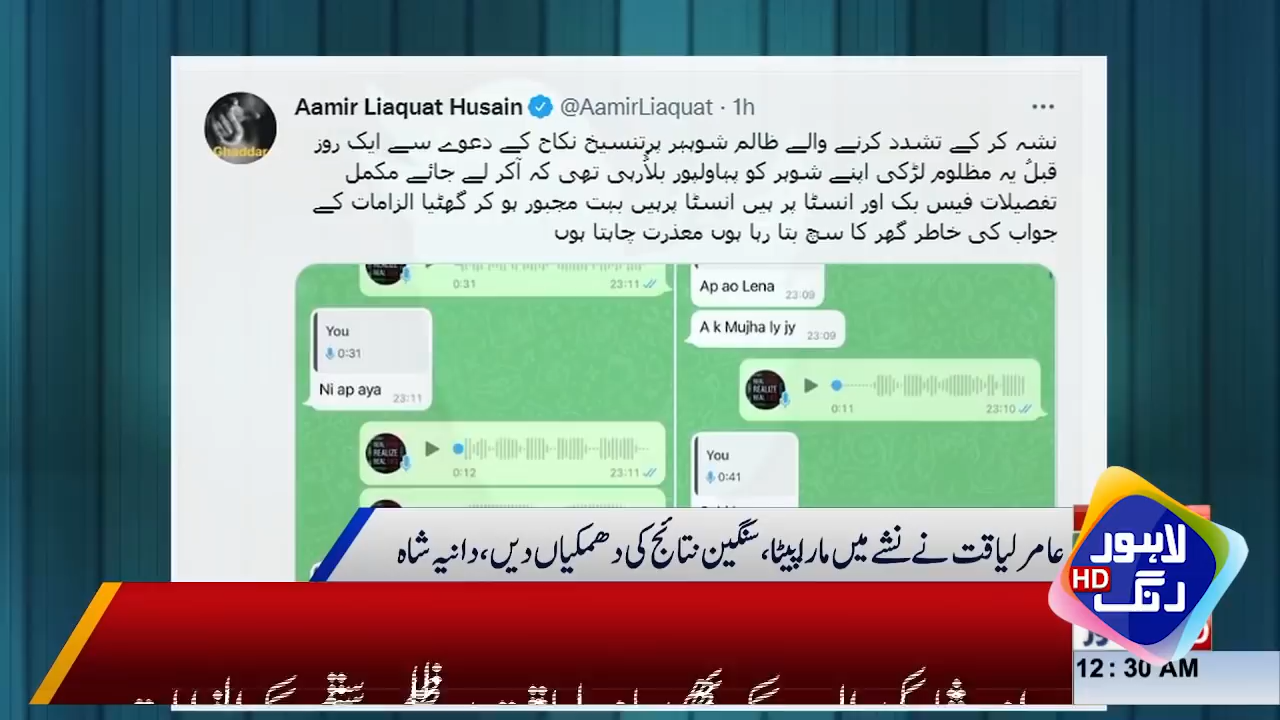 Aamir Liaquat Husain @AamirLiaquat · 1h
Ghaddar
نشہ کر کے تشدد کرنے والے ظالم شوہبر پرتنسیخ نکاح کے دعوے سے ایک روز
قبلُ یہ مظلوم لڑکی اپنے شوہر کو بہاولپور بلاُرہی تھی کہ آکر لے جائے مکمل
تفصیلات فیس بک اور انسٹا پر ہیں انسٹا پرہیں بہت مجبور ہو کر گھٹیا الزامات کے
جواب کی خاطر گھر کا سچ بتا رہا ہوں معذرت چاہتا ہوں
0:31 23:11
You
0:31
Ni ap aya 23:11
REALIZE
0:12 23:11
Ap ao Lena 23:09
A k Mujha ly jy 23:09
REALIZE
0:11 23:10
You
0:41
عامر لیاقت نے نشے میں مارا پیٹا، سنگین نتائج کی دھمکیاں دیں، دانیہ شاہ
لاہور
رنگ
HD
12:30 AM